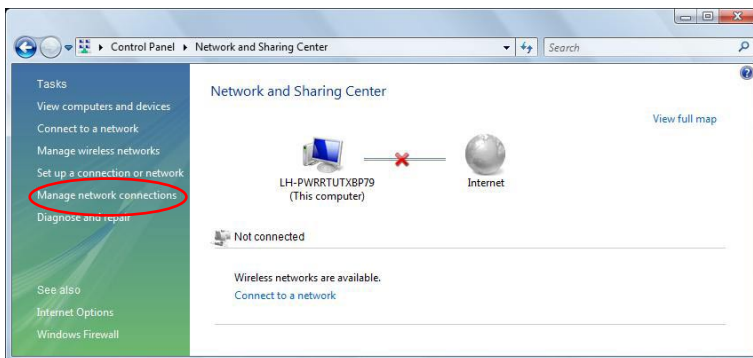 Control Panel Network and Sharing Center Search
Tasks
View computers and devices
Connect to a network
Manage wireless networks
Set up a connection or network
Manage network connections
Diagnose and repair
See also
Internet Options
Windows Firewall
Network and Sharing Center
View full map
LH-PWRRTUTXBP79
(This computer)
Internet
Not connected
Wireless networks are available.
Connect to a network